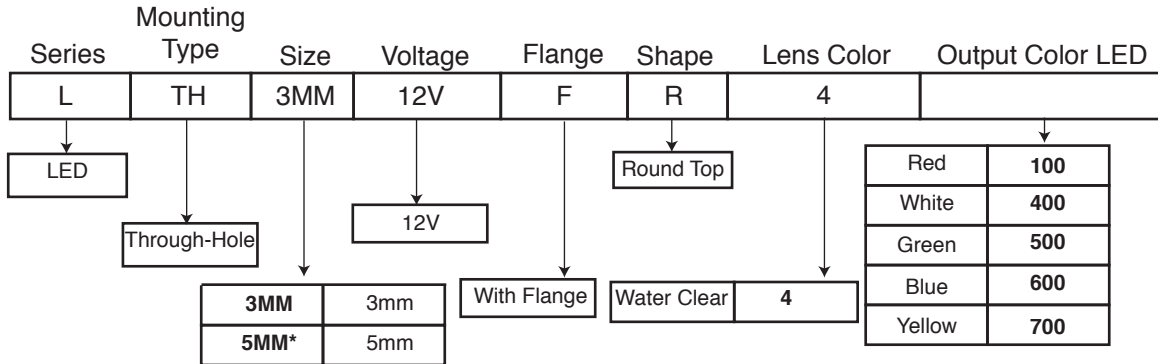 Series Mounting Type Size Voltage Flange Shape Lens Color Output Color LED
L TH 3MM 12V F R 4
LED
Through-Hole
3MM 3mm
5MM* 5mm
12V
With Flange
Round Top
Water Clear 4
Red 100
White 400
Green 500
Blue 600
Yellow 700